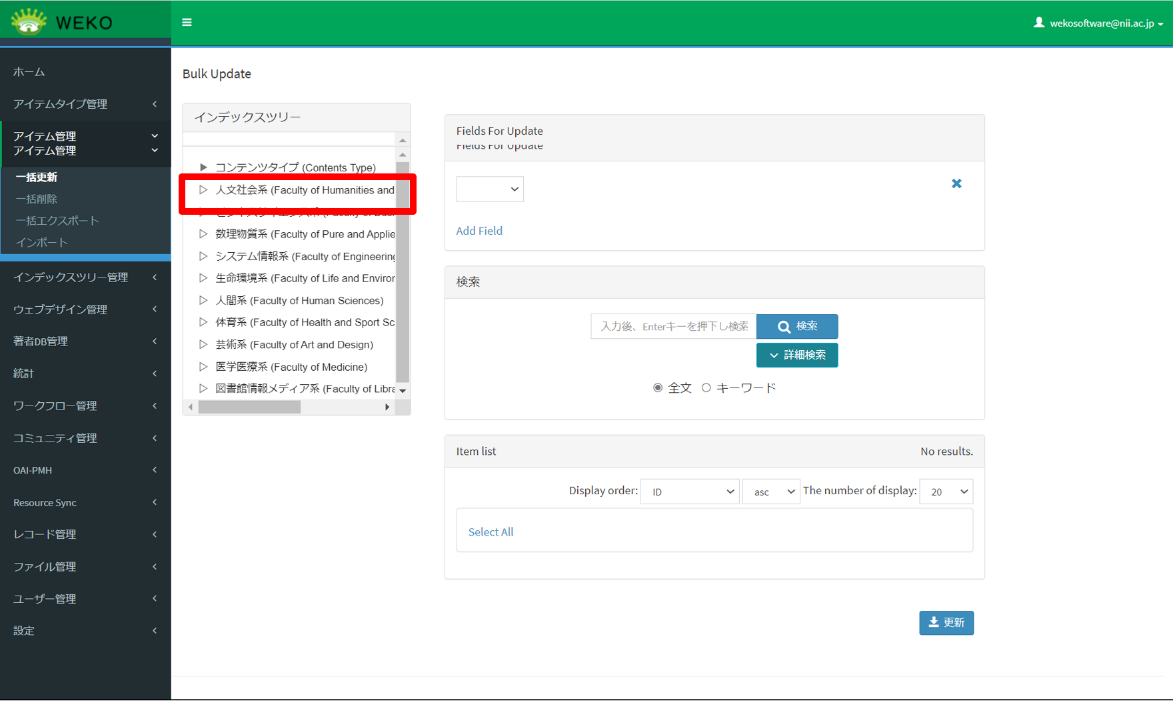 WEKO
wekosoftware@nii.ac.jp
ホーム
アイテムタイプ管理
アイテム管理
アイテム管理
一括更新
一括削除
一括エクスポート
インポート
インデックスツリー管理
ウェブデザイン管理
著者DB管理
統計
ワークフロー管理
コミュニティ管理
OAI-PMH
Resource Sync
レコード管理
ファイル管理
ユーザー管理
設定
Bulk Update
インデックスツリー
コンテンツタイプ (Contents Type)
人文社会系 (Faculty of Humanities and
数理物質系 (Faculty of Pure and Applie
システム情報系 (Faculty of Engineering
生命環境系 (Faculty of Life and Environ
人間系 (Faculty of Human Sciences)
体育系 (Faculty of Health and Sport Sc
芸術系 (Faculty of Art and Design)
医学医療系 (Faculty of Medicine)
図書館情報メディア系 (Faculty of Libra
Fields For Update
Fields For Update
Add Field
検索
入力後、Enterキーを押下し検索
検索
詳細検索
全文 キーワード
Item list No results.
Display order: ID asc The number of display: 20
Select All
更新